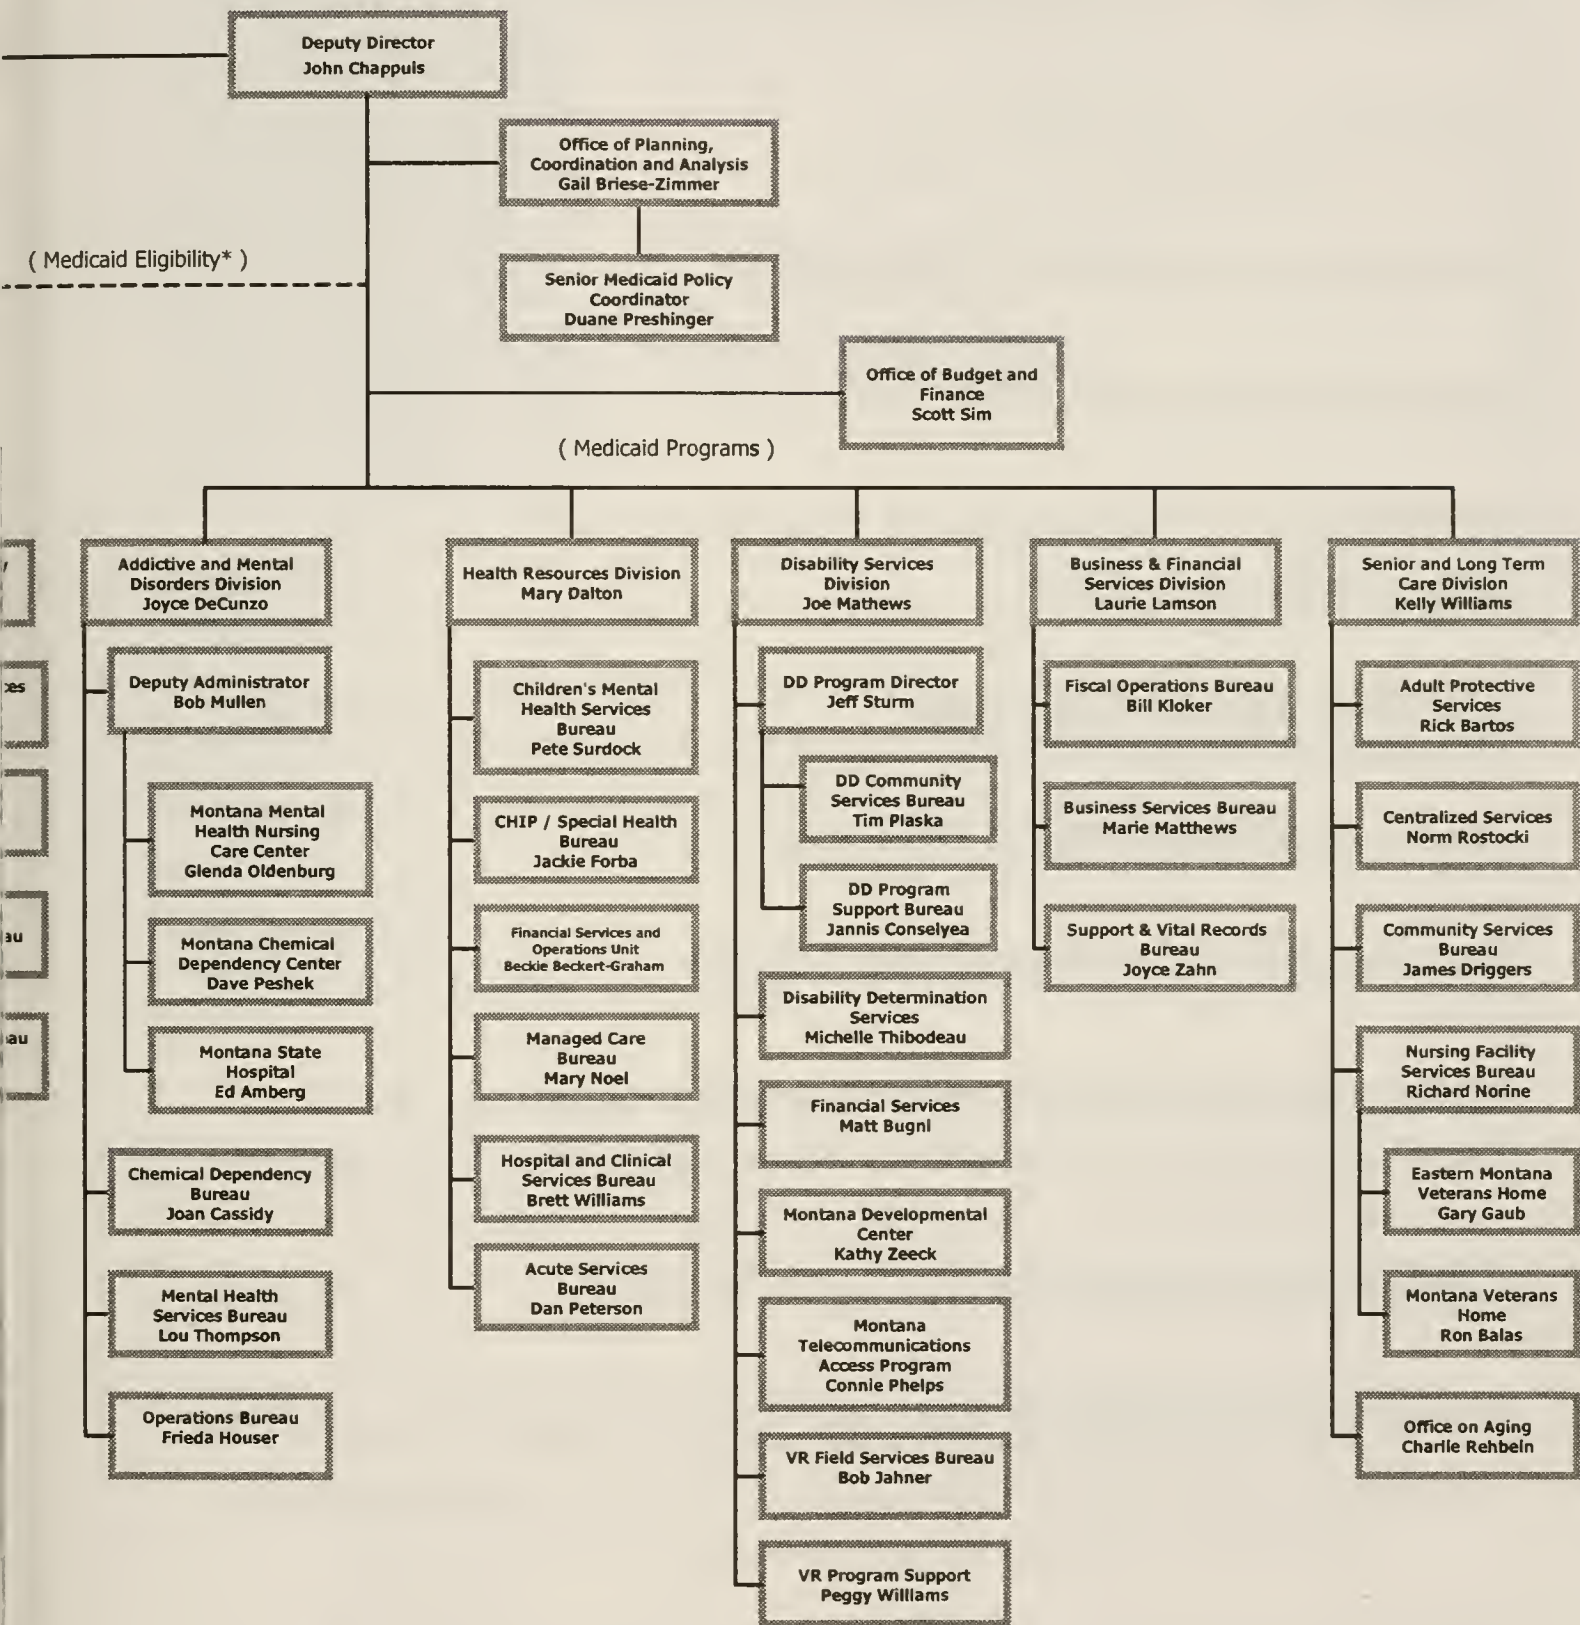 Deputy Director
John Chappuis
Office of Planning,
Coordination and Analysis
Gail Briese-Zimmer
( Medicaid Eligibility* )
Senior Medicaid Policy
Coordinator
Duane Preshinger
Office of Budget and
Finance
Scott Sim
( Medicaid Programs )
Addictive and Mental
Disorders Division
Joyce DeCunzo
Deputy Administrator
Bob Mullen
Montana Mental
Health Nursing
Care Center
Glenda Oldenburg
Montana Chemical
Dependency Center
Dave Peshek
Montana State
Hospital
Ed Amberg
Chemical Dependency
Bureau
Joan Cassidy
Mental Health
Services Bureau
Lou Thompson
Operations Bureau
Frieda Houser
Health Resources Division
Mary Dalton
Children's Mental
Health Services
Bureau
Pete Surdock
CHIP / Special Health
Bureau
Jackie Forba
Financial Services and
Operations Unit
Beckie Beckert-Graham
Managed Care
Bureau
Mary Noel
Hospital and Clinical
Services Bureau
Brett Williams
Acute Services
Bureau
Dan Peterson
Disability Services
Division
Joe Mathews
DD Program Director
Jeff Sturm
DD Community
Services Bureau
Tim Plaska
DD Program
Support Bureau
Jannis Conselyea
Disability Determination
Services
Michelle Thibodeau
Financial Services
Matt Bugni
Montana Developmental
Center
Kathy Zeeck
Montana
Telecommunications
Access Program
Connie Phelps
VR Field Services Bureau
Bob Jahner
VR Program Support
Peggy Williams
Business & Financial
Services Division
Laurie Lamson
Fiscal Operations Bureau
Bill Kloker
Business Services Bureau
Marie Matthews
Support & Vital Records
Bureau
Joyce Zahn
Senior and Long Term
Care Division
Kelly Williams
Adult Protective
Services
Rick Bartos
Centralized Services
Norm Rostocki
Community Services
Bureau
James Driggers
Nursing Facility
Services Bureau
Richard Norine
Eastern Montana
Veterans Home
Gary Gaub
Montana Veterans
Home
Ron Balas
Office on Aging
Charlie Rehbein